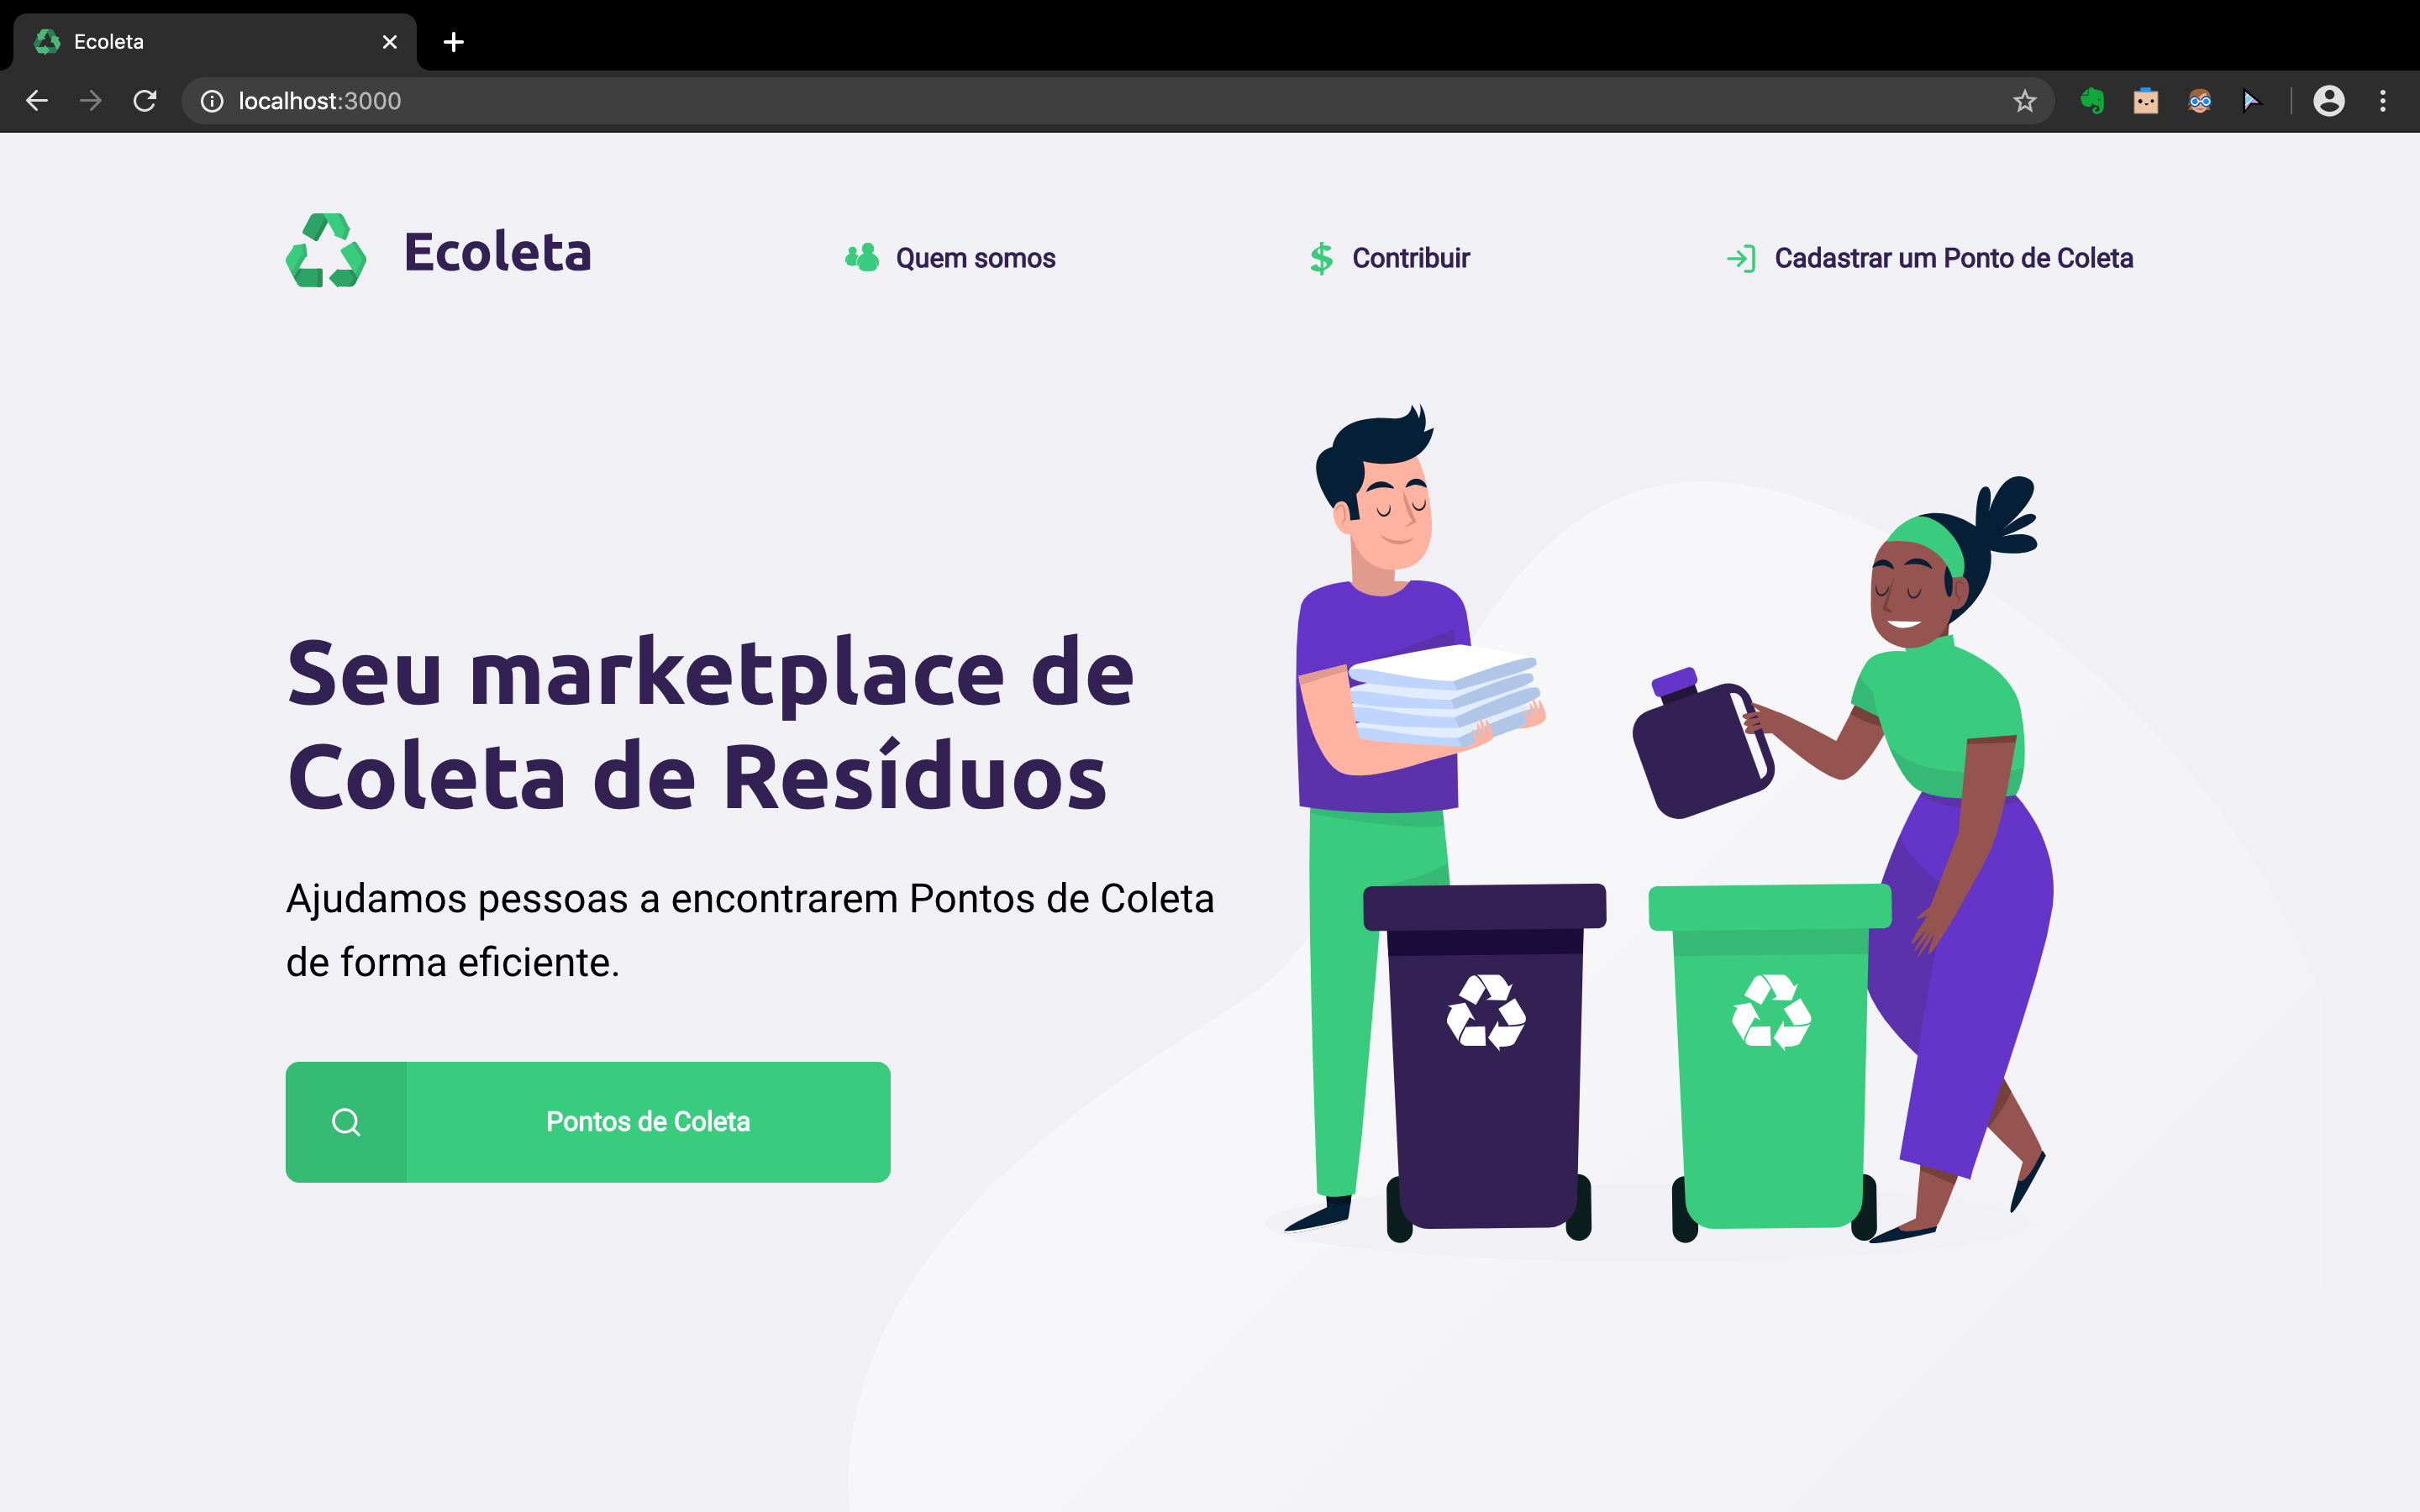 Ecoleta
localhost:3000
Ecoleta
Quem somos
$ Contribuir
Cadastrar um Ponto de Coleta
Seu marketplace de
Coleta de Resíduos
Ajudamos pessoas a encontrarem Pontos de Coleta
de forma eficiente.
Pontos de Coleta